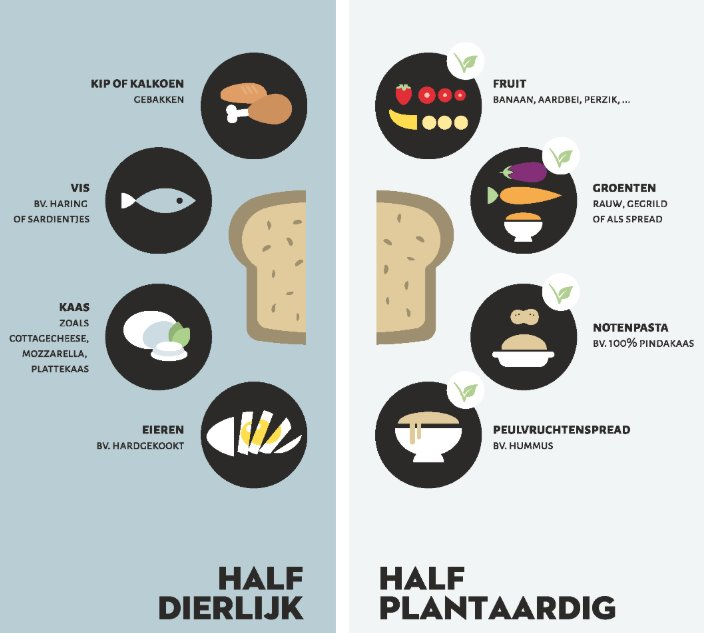 KIP OF KALKOEN
GEBAKKEN
VIS
BV. HARING
OF SARDIENTJES
KAAS
ZOALS
COTTAGECHEESE,
MOZZARELLA,
PLATTEKAAS
EIEREN
BV. HARDGEKOOKT
HALF
DIERLIJK
FRUIT
BANAAN, AARDBEI, PERZIK, ...
GROENTEN
RAUW, GEGRILD
OF ALS SPREAD
NOTENPASTA
BV. 100% PINDAKAAS
PEULVRUCHTENSPREAD
BV. HUMMUS
HALF
PLANTAARDIG